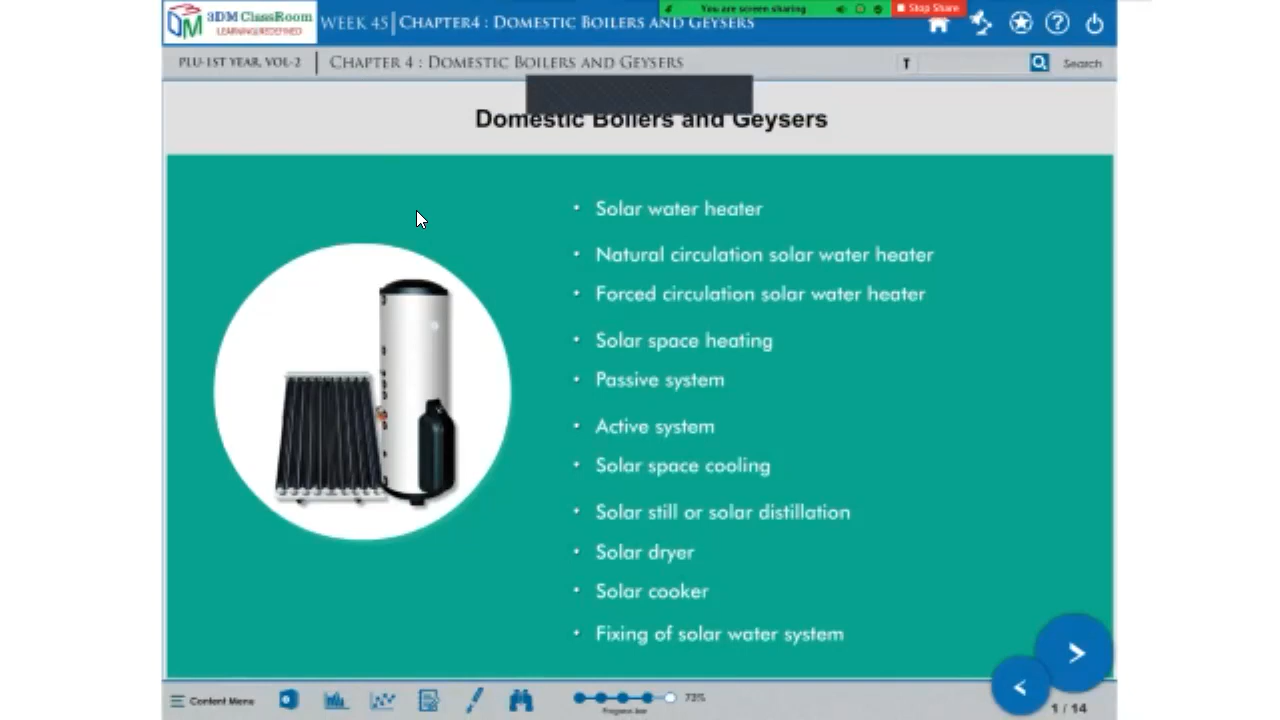 3DM ClassRoom
LEARNING REDEFINED
WEEK 45 | CHAPTER4 : DOMESTIC BOILERS AND GEYSERS
You are screen sharing
Stop Share
PLU-1ST YEAR, VOL-2
CHAPTER 4 : DOMESTIC BOILERS AND GEYSERS
T
Search
Domestic Boilers and Geysers
• Solar water heater
• Natural circulation solar water heater
• Forced circulation solar water heater
• Solar space heating
• Passive system
• Active system
• Solar space cooling
• Solar still or solar distillation
• Solar dryer
• Solar cooker
• Fixing of solar water system
Content Menu
Progress bar
73%
1 / 14